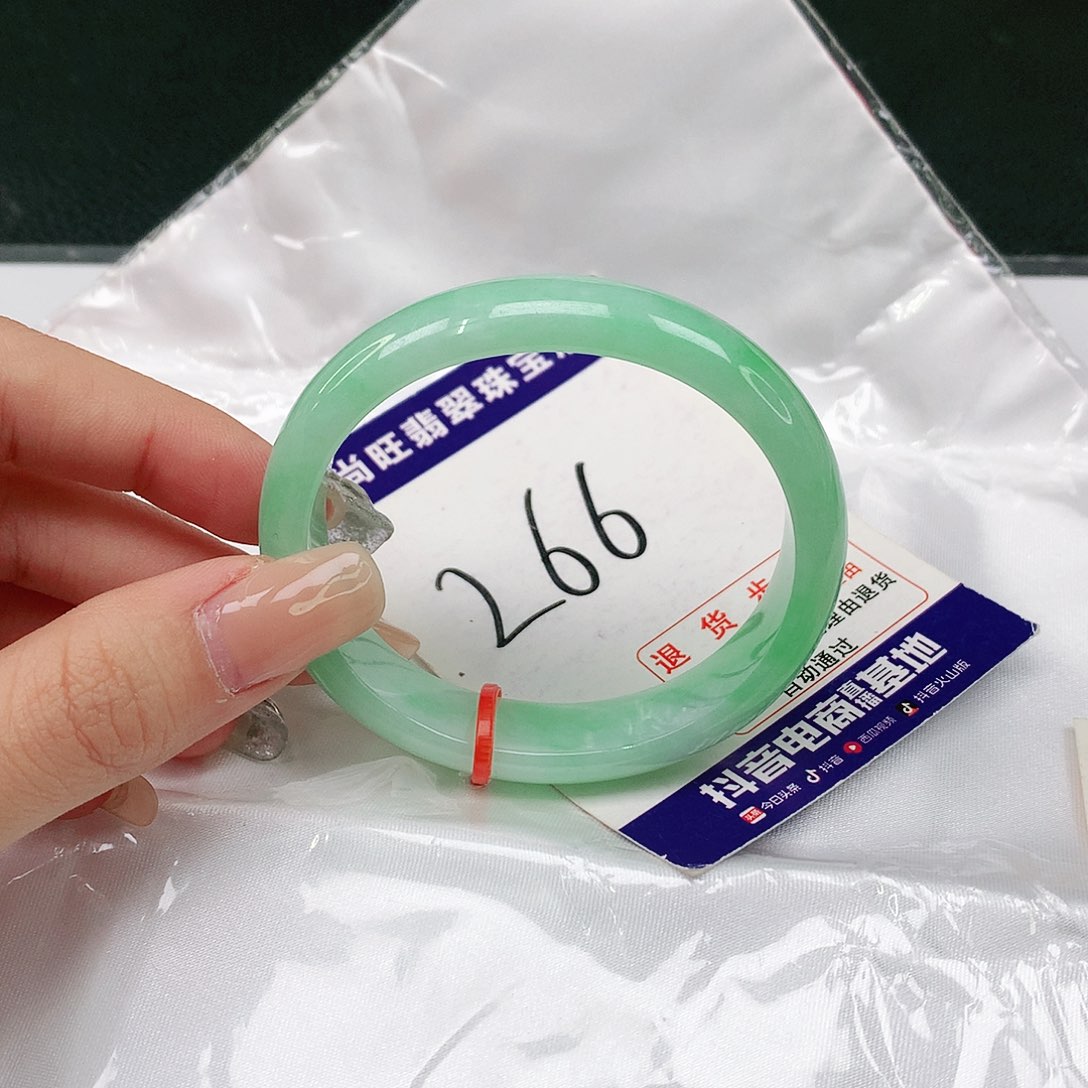 尚旺翡翠珠宝
266
退货步
理由退货
自动通过
抖音电商直播基地
今日头条 抖音 西瓜视频 抖音火山版